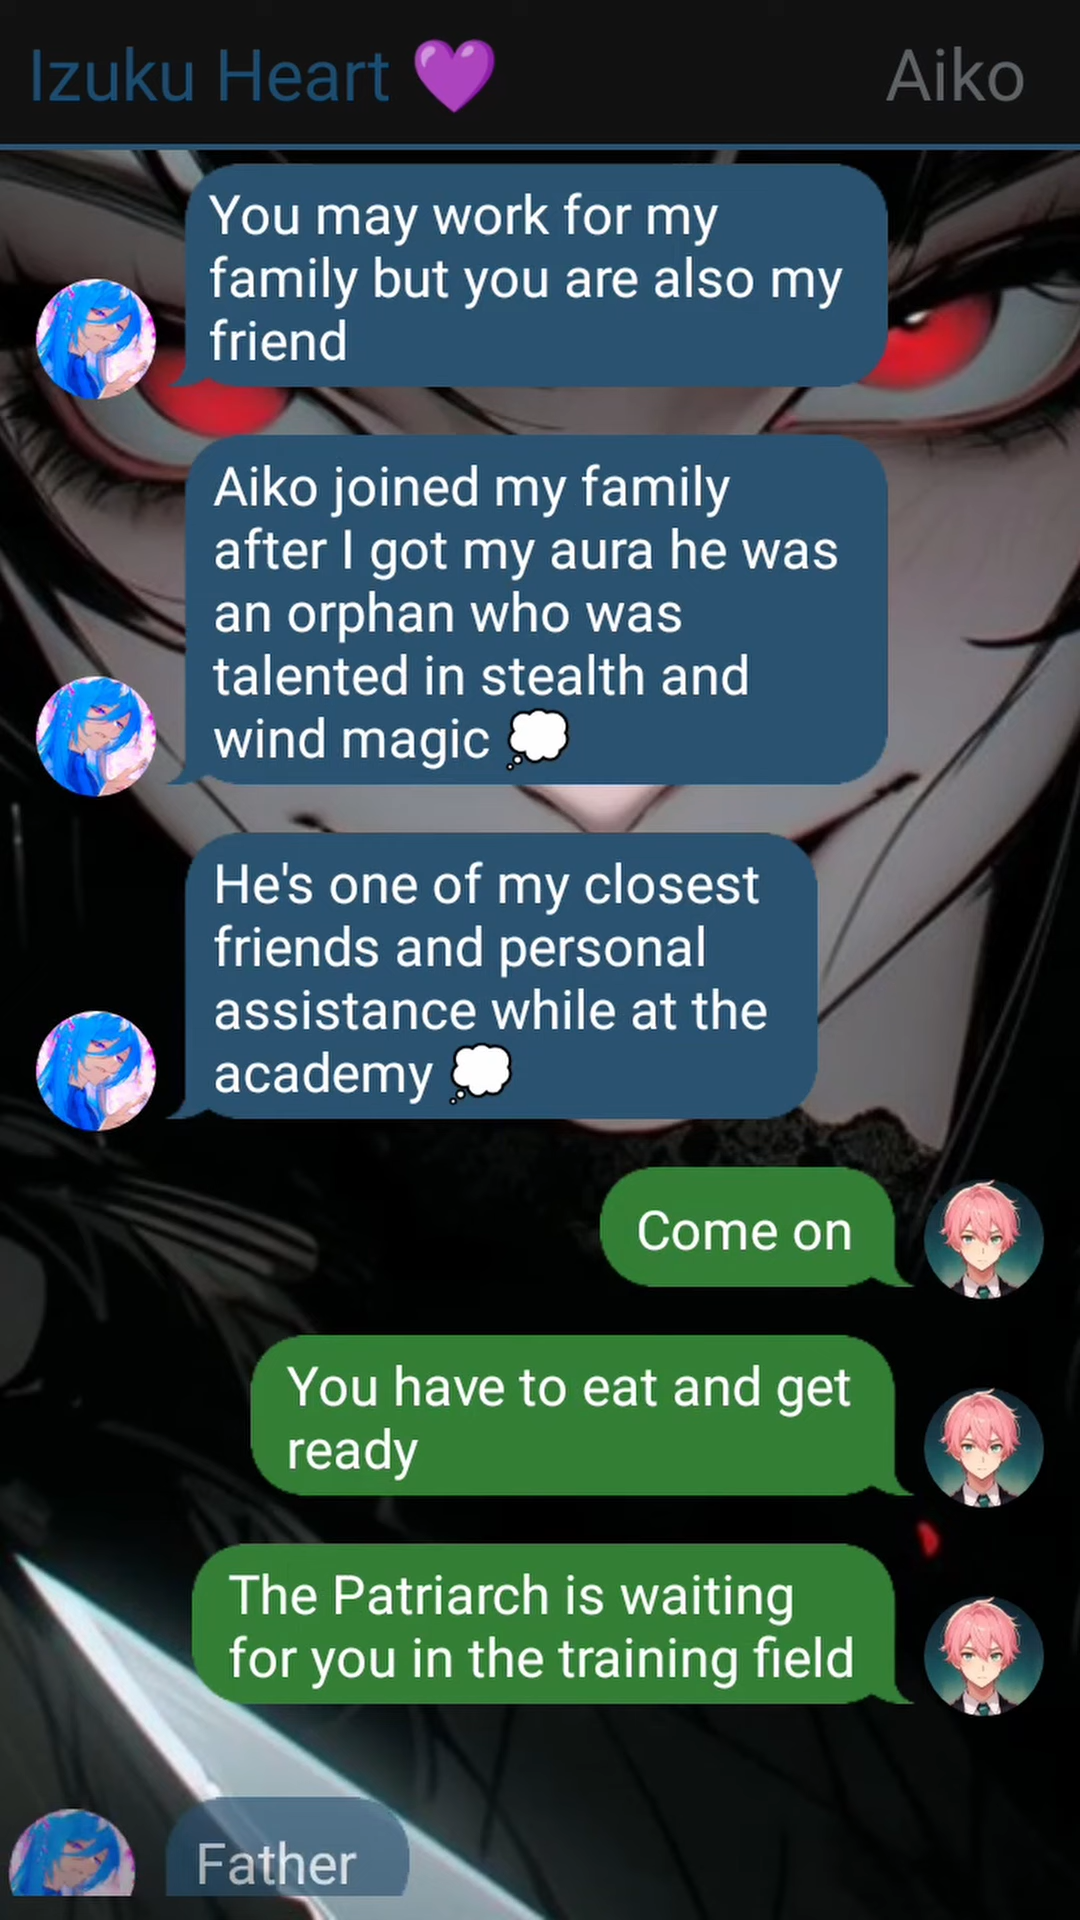 Izuku Heart 💜
Aiko
You may work for my
family but you are also my
friend
Aiko joined my family
after I got my aura he was
an orphan who was
talented in stealth and
wind magic 💭
He's one of my closest
friends and personal
assistance while at the
academy 💭
Come on
You have to eat and get
ready
The Patriarch is waiting
for you in the training field
Father